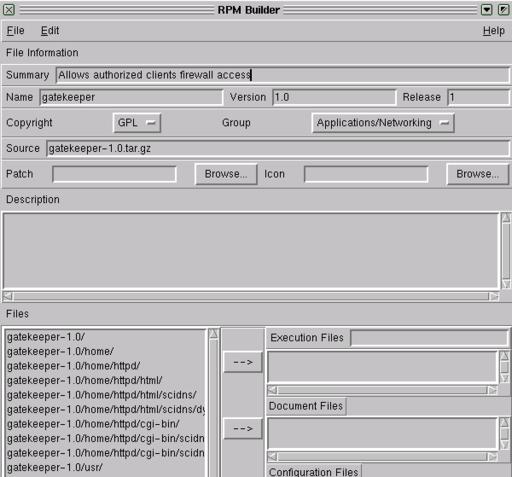 RPM Builder
File Edit Help
File Information
Summary Allows authorized clients firewall access
Name gatekeeper Version 1.0 Release 1
Copyright GPL Group Applications/Networking
Source gatekeeper-1.0.tar.gz
Patch Browse... Icon Browse...
Description
Files
gatekeeper-1.0/
gatekeeper-1.0/home/
gatekeeper-1.0/home/httpd/
gatekeeper-1.0/home/httpd/html/
gatekeeper-1.0/home/httpd/html/scidns/
gatekeeper-1.0/home/httpd/html/scidns/dy
gatekeeper-1.0/home/httpd/cgi-bin/
gatekeeper-1.0/home/httpd/cgi-bin/scidn
gatekeeper-1.0/home/httpd/cgi-bin/scidn
gatekeeper-1.0/usr/
-->
-->
Execution Files
Document Files
Configuration Files